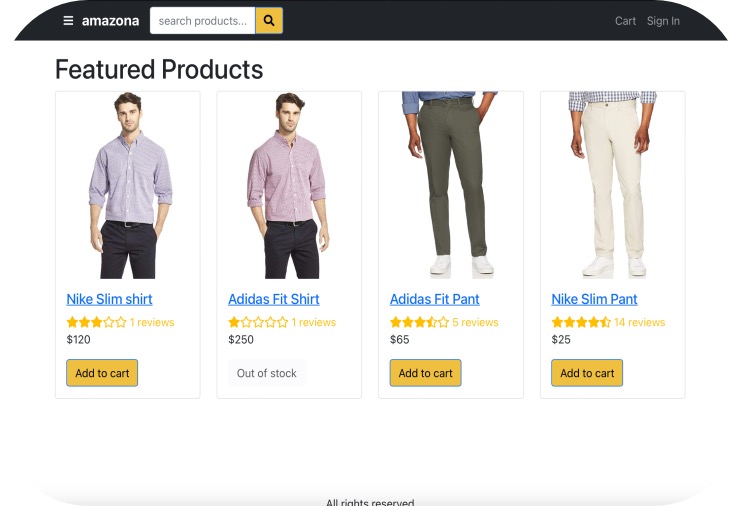 amazona search products... Cart Sign In
Featured Products
Nike Slim shirt
1 reviews
$120
Add to cart
Adidas Fit Shirt
1 reviews
$250
Out of stock
Adidas Fit Pant
5 reviews
$65
Add to cart
Nike Slim Pant
14 reviews
$25
Add to cart
All rights reserved